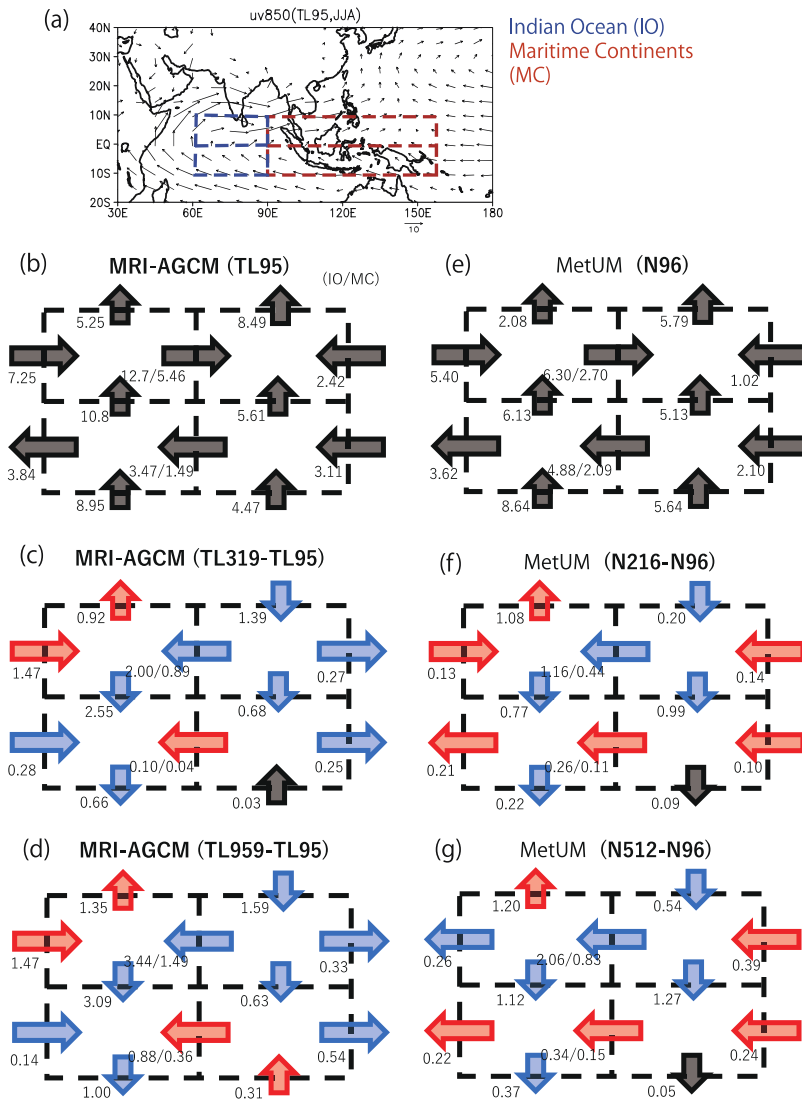 (a)
uv850(TL95,JJA)
Indian Ocean (IO)
Maritime Continents
(MC)
40N
30N
20N
10N
EQ
10S
20S
30E 60E 90E 120E 150E 180
10
(b) MRI-AGCM (TL95)
(IO/MC)
5.25 8.49
7.25 12.7/5.46 2.42
10.8 5.61
3.84 3.47/1.49 3.11
8.95 4.47
(e) MetUM (N96)
2.08 5.79
5.40 6.30/2.70 1.02
6.13 5.13
3.62 4.88/2.09 2.10
8.64 5.64
(c) MRI-AGCM (TL319-TL95)
0.92 1.39
1.47 2.00/0.89 0.27
2.55 0.68
0.28 0.10/0.04 0.25
0.66 0.03
(f) MetUM (N216-N96)
1.08 0.20
0.13 1.16/0.44 0.14
0.77 0.99
0.21 0.26/0.11 0.10
0.22 0.09
(d) MRI-AGCM (TL959-TL95)
1.35 1.59
1.47 3.44/1.49 0.33
3.09 0.63
0.14 0.88/0.36 0.54
1.00 0.31
(g) MetUM (N512-N96)
1.20 0.54
0.26 2.06/0.83 0.39
1.12 1.27
0.22 0.34/0.15 0.24
0.37 0.05